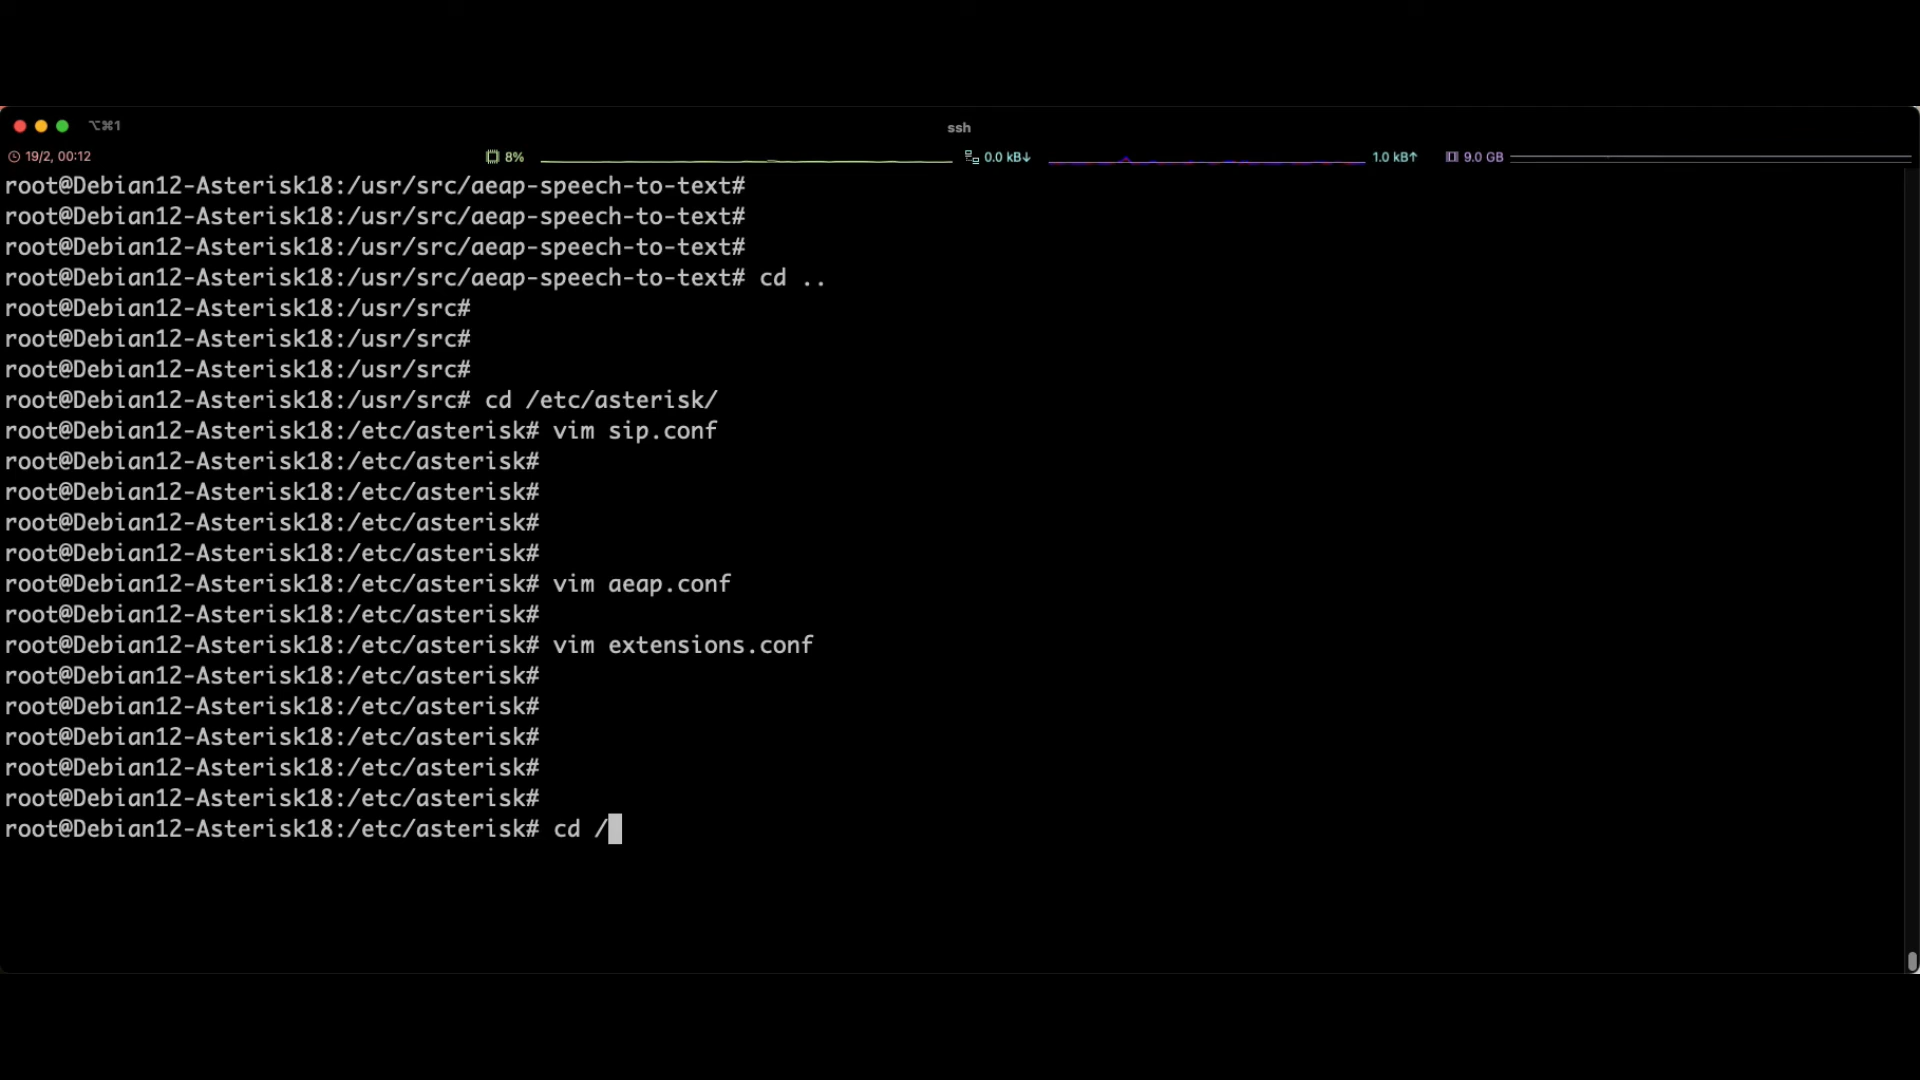 ⌥⌘1
ssh
19/2, 00:12 8% 0.0 kB↓ 1.0 kB↑ 9.0 GB
root@Debian12-Asterisk18:/usr/src/aeap-speech-to-text#
root@Debian12-Asterisk18:/usr/src/aeap-speech-to-text#
root@Debian12-Asterisk18:/usr/src/aeap-speech-to-text#
root@Debian12-Asterisk18:/usr/src/aeap-speech-to-text# cd ..
root@Debian12-Asterisk18:/usr/src#
root@Debian12-Asterisk18:/usr/src#
root@Debian12-Asterisk18:/usr/src#
root@Debian12-Asterisk18:/usr/src# cd /etc/asterisk/
root@Debian12-Asterisk18:/etc/asterisk# vim sip.conf
root@Debian12-Asterisk18:/etc/asterisk#
root@Debian12-Asterisk18:/etc/asterisk#
root@Debian12-Asterisk18:/etc/asterisk#
root@Debian12-Asterisk18:/etc/asterisk#
root@Debian12-Asterisk18:/etc/asterisk# vim aeap.conf
root@Debian12-Asterisk18:/etc/asterisk#
root@Debian12-Asterisk18:/etc/asterisk# vim extensions.conf
root@Debian12-Asterisk18:/etc/asterisk#
root@Debian12-Asterisk18:/etc/asterisk#
root@Debian12-Asterisk18:/etc/asterisk#
root@Debian12-Asterisk18:/etc/asterisk#
root@Debian12-Asterisk18:/etc/asterisk#
root@Debian12-Asterisk18:/etc/asterisk# cd /